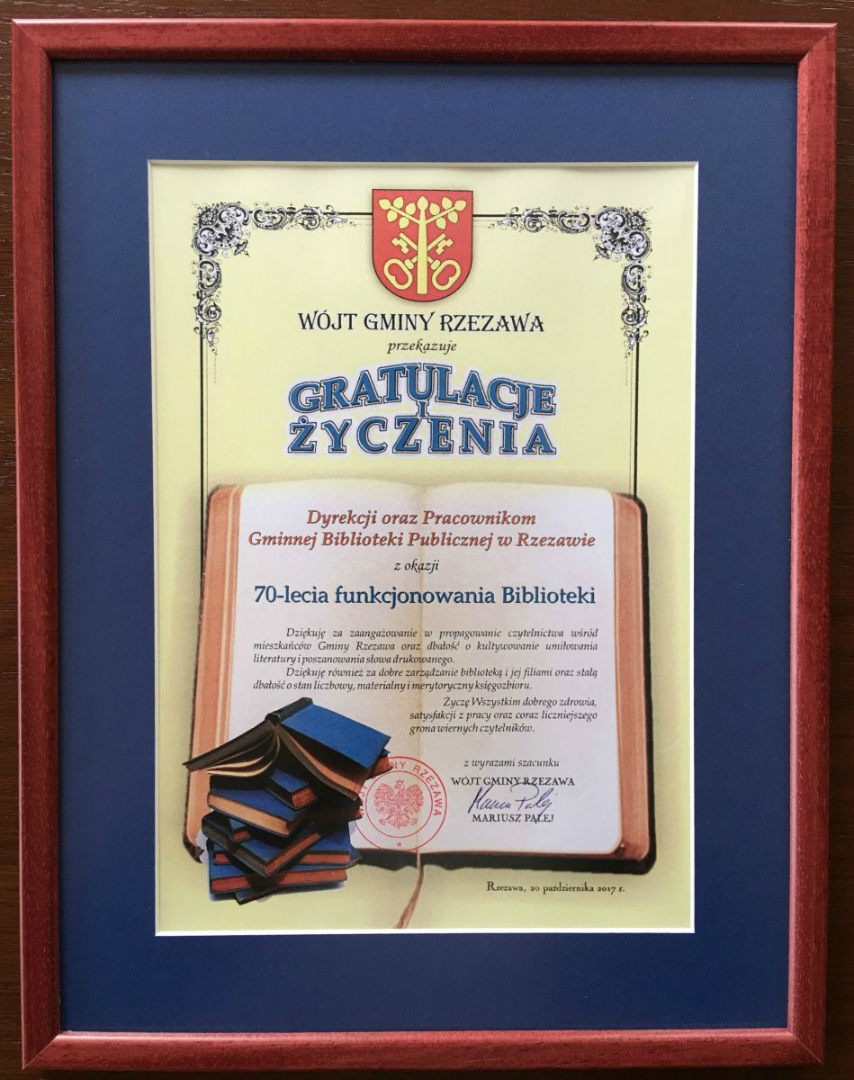 WÓJT GMINY RZEZAWA
przekazuje
GRATULACJE
I
ŻYCZENIA
Dyrekcji oraz Pracownikom
Gminnej Biblioteki Publicznej w Rzezawie
z okazji
70-lecia funkcjonowania Biblioteki
Dziękuję za zaangażowanie w propagowanie czytelnictwa wśród
mieszkańców Gminy Rzezawa oraz dbałość o kultywowanie umiłowania
literatury i poszanowania słowa drukowanego.
Dziękuję również za dobre zarządzanie biblioteką i jej filiami oraz stałą
dbałość o stan liczbowy, materialny i merytoryczny księgozbioru.
Życzę Wszystkim dobrego zdrowia,
satysfakcji z pracy oraz coraz liczniejszego
grona wiernych czytelników.
z wyrazami szacunku
WÓJT GMINY RZEZAWA
MARIUSZ PALEJ
WÓJT GMINY RZEZAWA
Rzezawa, 20 października 2017 r.